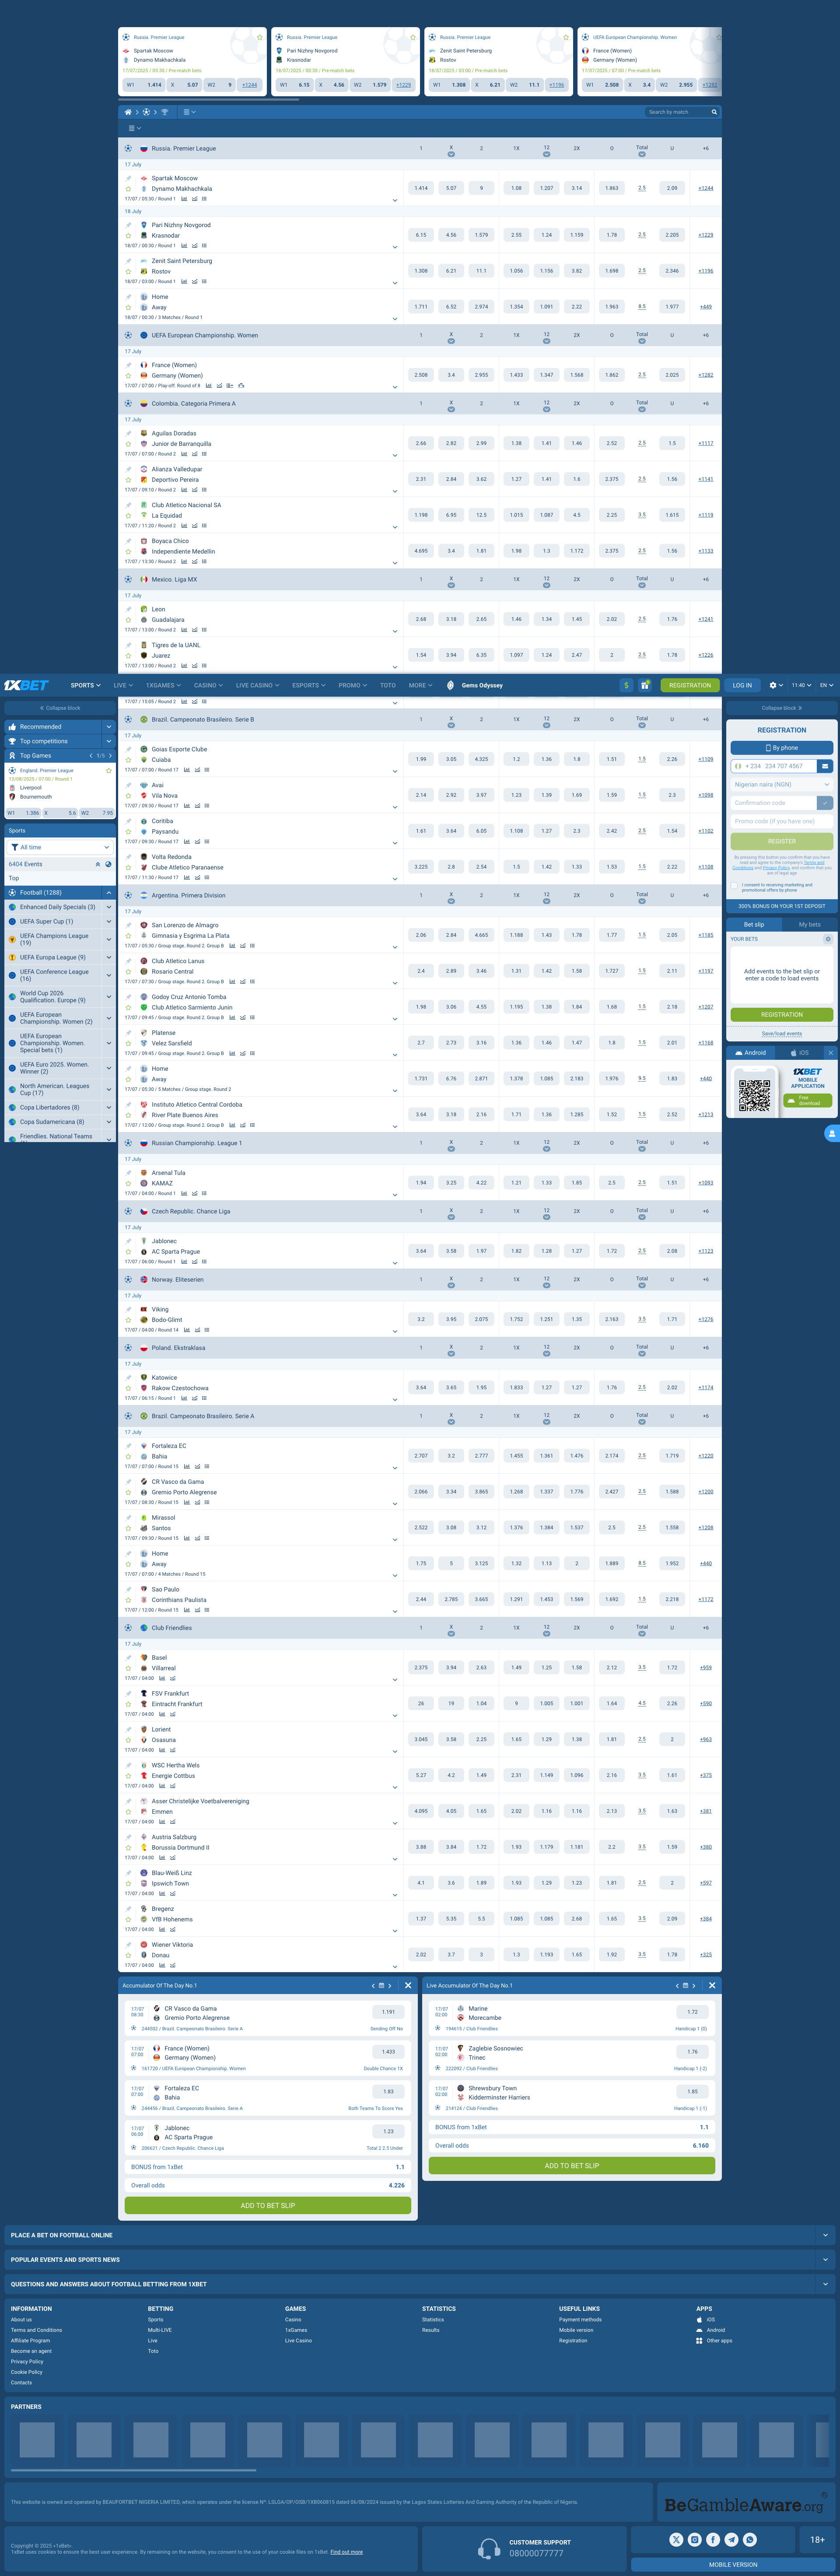 Russia. Premier League
Spartak Moscow
Dynamo Makhachkala
17/07/2025 / 05:30 / Pre-match bets
W1 1.414 X 5.07 W2 9 +1244
Russia. Premier League
Pari Nizhny Novgorod
Krasnodar
18/07/2025 / 00:30 / Pre-match bets
W1 6.15 X 4.56 W2 1.579 +1229
Russia. Premier League
Zenit Saint Petersburg
Rostov
18/07/2025 / 03:00 / Pre-match bets
W1 1.308 X 6.21 W2 11.1 +1196
UEFA European Championship. Women
France (Women)
Germany (Women)
17/07/2025 / 07:00 / Pre-match bets
W1 2.508 X 3.4 W2 2.955 +1282
Search by match
Russia. Premier League 1 X 2 1X 12 2X O Total U +6
17 July
Spartak Moscow
Dynamo Makhachkala
17/07 / 05:30 / Round 1
1.414 5.07 9 1.08 1.207 3.14 1.863 2.5 2.09 +1244
18 July
Pari Nizhny Novgorod
Krasnodar
18/07 / 00:30 / Round 1
6.15 4.56 1.579 2.55 1.24 1.159 1.78 2.5 2.205 +1229
Zenit Saint Petersburg
Rostov
18/07 / 03:00 / Round 1
1.308 6.21 11.1 1.056 1.156 3.82 1.698 2.5 2.346 +1196
Home
Away
18/07 / 00:30 / 3 Matches / Round 1
1.711 6.52 2.974 1.354 1.091 2.22 1.963 8.5 1.977 +449
UEFA European Championship. Women 1 X 2 1X 12 2X O Total U +6
17 July
France (Women)
Germany (Women)
17/07 / 07:00 / Play-off. Round of 8
2.508 3.4 2.955 1.433 1.347 1.568 1.862 2.5 2.025 +1282
Colombia. Categoria Primera A 1 X 2 1X 12 2X O Total U +6
17 July
Aguilas Doradas
Junior de Barranquilla
17/07 / 07:00 / Round 2
2.66 2.82 2.99 1.38 1.41 1.46 2.52 2.5 1.5 +1117
Alianza Valledupar
Deportivo Pereira
17/07 / 09:10 / Round 2
2.31 2.84 3.62 1.27 1.41 1.6 2.375 2.5 1.56 +1141
Club Atletico Nacional SA
La Equidad
17/07 / 11:20 / Round 2
1.198 6.95 12.5 1.015 1.087 4.5 2.25 3.5 1.615 +1119
Boyaca Chico
Independiente Medellin
17/07 / 13:30 / Round 2
4.695 3.4 1.81 1.98 1.3 1.172 2.375 2.5 1.56 +1133
Mexico. Liga MX 1 X 2 1X 12 2X O Total U +6
17 July
Leon
Guadalajara
17/07 / 13:00 / Round 2
2.68 3.18 2.65 1.46 1.34 1.45 2.02 2.5 1.76 +1241
Tigres de la UANL
Juarez
17/07 / 13:00 / Round 2
1.54 3.94 6.35 1.097 1.24 2.47 2 2.5 1.78 +1226
1XBET SPORTS LIVE 1XGAMES CASINO LIVE CASINO ESPORTS PROMO TOTO MORE Gems Odyssey $ REGISTRATION LOG IN 11:40 EN
Collapse block
Recommended
Top competitions
Top Games 1/5
England. Premier League
15/08/2025 / 07:00 / Round 1
Liverpool
Bournemouth
W1 1.386 X 5.6 W2 7.95
Sports
All time
6404 Events
Top
Football (1288)
Enhanced Daily Specials (3)
UEFA Super Cup (1)
UEFA Champions League
(19)
UEFA Europa League (9)
UEFA Conference League
(16)
World Cup 2026
Qualification. Europe (9)
UEFA European
Championship. Women (2)
UEFA European
Championship. Women.
Special bets (1)
UEFA Euro 2025. Women.
Winner (2)
North American. Leagues
Cup (17)
Copa Libertadores (8)
Copa Sudamericana (8)
Friendlies. National Teams
17/07 / 15:05 / Round 2
Brazil. Campeonato Brasileiro. Serie B 1 X 2 1X 12 2X O Total U +6
17 July
Goias Esporte Clube
Cuiaba
17/07 / 07:00 / Round 17
1.99 3.05 4.325 1.2 1.36 1.8 1.51 1.5 2.26 +1109
Avai
Vila Nova
17/07 / 09:30 / Round 17
2.14 2.92 3.97 1.23 1.39 1.69 1.59 1.5 2.3 +1098
Coritiba
Paysandu
17/07 / 09:30 / Round 17
1.61 3.64 6.05 1.108 1.27 2.3 2.42 2.5 1.54 +1102
Volta Redonda
Clube Atletico Paranaense
17/07 / 11:30 / Round 17
3.225 2.8 2.54 1.5 1.42 1.33 1.53 1.5 2.22 +1108
Argentina. Primera Division 1 X 2 1X 12 2X O Total U +6
17 July
San Lorenzo de Almagro
Gimnasia y Esgrima La Plata
17/07 / 05:30 / Group stage. Round 2. Group B
2.06 2.84 4.665 1.188 1.43 1.78 1.77 1.5 2.05 +1185
Club Atletico Lanus
Rosario Central
17/07 / 07:30 / Group stage. Round 2. Group B
2.4 2.89 3.46 1.31 1.42 1.58 1.727 1.5 2.11 +1197
Godoy Cruz Antonio Tomba
Club Atletico Sarmiento Junin
17/07 / 09:45 / Group stage. Round 2. Group B
1.98 3.06 4.55 1.195 1.38 1.84 1.68 1.5 2.18 +1207
Platense
Velez Sarsfield
17/07 / 09:45 / Group stage. Round 2. Group B
2.7 2.73 3.16 1.36 1.46 1.47 1.8 1.5 2.01 +1168
Home
Away
17/07 / 05:30 / 5 Matches / Group stage. Round 2
1.731 6.76 2.871 1.378 1.085 2.183 1.976 9.5 1.83 +440
Instituto Atletico Central Cordoba
River Plate Buenos Aires
17/07 / 12:00 / Group stage. Round 2. Group B
3.64 3.18 2.16 1.71 1.36 1.285 1.52 1.5 2.52 +1213
Russian Championship. League 1 1 X 2 1X 12 2X O Total U +6
17 July
Arsenal Tula
KAMAZ
17/07 / 04:00 / Round 1
1.94 3.25 4.22 1.21 1.33 1.85 2.5 2.5 1.51 +1093
Czech Republic. Chance Liga 1 X 2 1X 12 2X O Total U +6
17 July
Jablonec
AC Sparta Prague
17/07 / 06:00 / Round 1
3.64 3.58 1.97 1.82 1.28 1.27 1.72 2.5 2.08 +1123
Norway. Eliteserien 1 X 2 1X 12 2X O Total U +6
17 July
Viking
Bodo-Glimt
17/07 / 04:00 / Round 14
3.2 3.95 2.075 1.752 1.251 1.35 2.163 3.5 1.71 +1276
Poland. Ekstraklasa 1 X 2 1X 12 2X O Total U +6
17 July
Katowice
Rakow Czestochowa
17/07 / 06:15 / Round 1
3.64 3.65 1.95 1.833 1.27 1.27 1.76 2.5 2.02 +1174
Brazil. Campeonato Brasileiro. Serie A 1 X 2 1X 12 2X O Total U +6
17 July
Fortaleza EC
Bahia
17/07 / 07:00 / Round 15
2.707 3.2 2.777 1.455 1.361 1.476 2.174 2.5 1.719 +1220
CR Vasco da Gama
Gremio Porto Alegrense
17/07 / 08:30 / Round 15
2.066 3.34 3.865 1.268 1.337 1.776 2.427 2.5 1.588 +1200
Mirassol
Santos
17/07 / 09:30 / Round 15
2.522 3.08 3.12 1.376 1.384 1.537 2.5 2.5 1.558 +1208
Home
Away
17/07 / 07:00 / 4 Matches / Round 15
1.75 5 3.125 1.32 1.13 2 1.889 8.5 1.952 +440
Sao Paulo
Corinthians Paulista
17/07 / 12:00 / Round 15
2.44 2.785 3.665 1.291 1.453 1.569 1.692 1.5 2.218 +1172
Club Friendlies 1 X 2 1X 12 2X O Total U +6
17 July
Basel
Villarreal
17/07 / 04:00
2.375 3.94 2.63 1.49 1.25 1.58 2.12 3.5 1.72 +959
FSV Frankfurt
Eintracht Frankfurt
17/07 / 04:00
26 19 1.04 9 1.005 1.001 1.64 4.5 2.26 +590
Lorient
Osasuna
17/07 / 04:00
3.045 3.58 2.25 1.65 1.29 1.38 1.81 2.5 2 +963
WSC Hertha Wels
Energie Cottbus
17/07 / 04:00
5.27 4.2 1.49 2.31 1.149 1.096 2.16 3.5 1.61 +375
Asser Christelijke Voetbalvereniging
Emmen
17/07 / 04:00
4.095 4.05 1.65 2.02 1.16 1.16 2.13 3.5 1.63 +381
Austria Salzburg
Borussia Dortmund II
17/07 / 04:00
3.88 3.84 1.72 1.93 1.179 1.181 2.2 3.5 1.59 +380
Blau-Weiß Linz
Ipswich Town
17/07 / 04:00
4.1 3.6 1.89 1.93 1.29 1.23 1.81 2.5 2 +597
Bregenz
VfB Hohenems
17/07 / 04:00
1.37 5.35 5.5 1.085 1.085 2.68 1.65 3.5 2.09 +384
Wiener Viktoria
Donau
17/07 / 04:00
2.02 3.7 3 1.3 1.193 1.65 1.92 3.5 1.78 +325
Collapse block
REGISTRATION
By phone
+ 234 234 707 4567
Nigerian naira (NGN)
Confirmation code
Promo code (if you have one)
REGISTER
By pressing this button you confirm that you have
read and agree to the company's Terms and
Conditions and Privacy Policy, and confirm that you
are of legal age
I consent to receiving marketing and
promotional offers by phone
300% BONUS ON YOUR 1ST DEPOSIT
Bet slip My bets
YOUR BETS
Add events to the bet slip or
enter a code to load events
REGISTRATION
Save/load events
Android iOS
1XBET
MOBILE
APPLICATION
Free
download
Accumulator Of The Day No.1
17/07
08:30
CR Vasco da Gama
Gremio Porto Alegrense
1.191
244502 / Brazil. Campeonato Brasileiro. Serie A Sending Off No
17/07
07:00
France (Women)
Germany (Women)
1.433
161720 / UEFA European Championship. Women Double Chance 1X
17/07
07:00
Fortaleza EC
Bahia
1.83
244456 / Brazil. Campeonato Brasileiro. Serie A Both Teams To Score Yes
17/07
06:00
Jablonec
AC Sparta Prague
1.23
206621 / Czech Republic. Chance Liga Total 2 2.5 Under
BONUS from 1xBet 1.1
Overall odds 4.226
ADD TO BET SLIP
Live Accumulator Of The Day No.1
17/07
02:00
Marine
Morecambe
1.72
194615 / Club Friendlies Handicap 1 (0)
17/07
02:00
Zaglebie Sosnowiec
Trinec
1.76
222092 / Club Friendlies Handicap 1 (-2)
17/07
02:00
Shrewsbury Town
Kidderminster Harriers
1.85
214124 / Club Friendlies Handicap 1 (-1)
BONUS from 1xBet 1.1
Overall odds 6.160
ADD TO BET SLIP
PLACE A BET ON FOOTBALL ONLINE
POPULAR EVENTS AND SPORTS NEWS
QUESTIONS AND ANSWERS ABOUT FOOTBALL BETTING FROM 1XBET
INFORMATION
About us
Terms and Conditions
Affiliate Program
Become an agent
Privacy Policy
Cookie Policy
Contacts
BETTING
Sports
Multi-LIVE
Live
Toto
GAMES
Casino
1xGames
Live Casino
STATISTICS
Statistics
Results
USEFUL LINKS
Payment methods
Mobile version
Registration
APPS
iOS
Android
Other apps
PARTNERS
This website is owned and operated by BEAUFORTBET NIGERIA LIMITED, which operates under the license Nº: LSLGA/OP/OSB/1XB060815 dated 06/08/2024 issued by the Lagos States Lotteries And Gaming Authority of the Republic of Nigeria.
BeGambleAware.org
Copyright © 2025 «1xBet».
1xBet uses cookies to ensure the best user experience. By remaining on the website, you consent to the use of your cookie files on 1xBet. Find out more
CUSTOMER SUPPORT
08000077777
18+
MOBILE VERSION